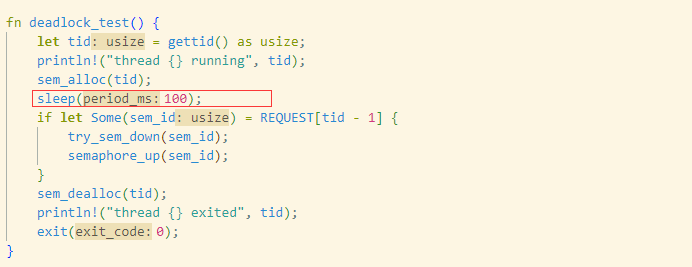 fn deadlock_test() {
    let tid: usize = gettid() as usize;
    println!("thread {} running", tid);
    sem_alloc(tid);
    sleep(period_ms: 100);
    if let Some(sem_id: usize) = REQUEST[tid - 1] {
        try_sem_down(sem_id);
        semaphore_up(sem_id);
    }
    sem_dealloc(tid);
    println!("thread {} exited", tid);
    exit(exit_code: 0);
}